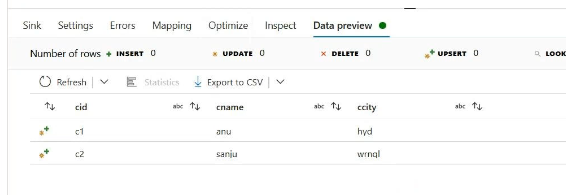 Sink Settings Errors Mapping Optimize Inspect Data preview
Number of rows + INSERT 0 * UPDATE 0 × DELETE 0 *+ UPSERT 0 LOOK
Refresh Statistics Export to CSV
cid abc cname abc ccity
c1 anu hyd
c2 sanju wrngl